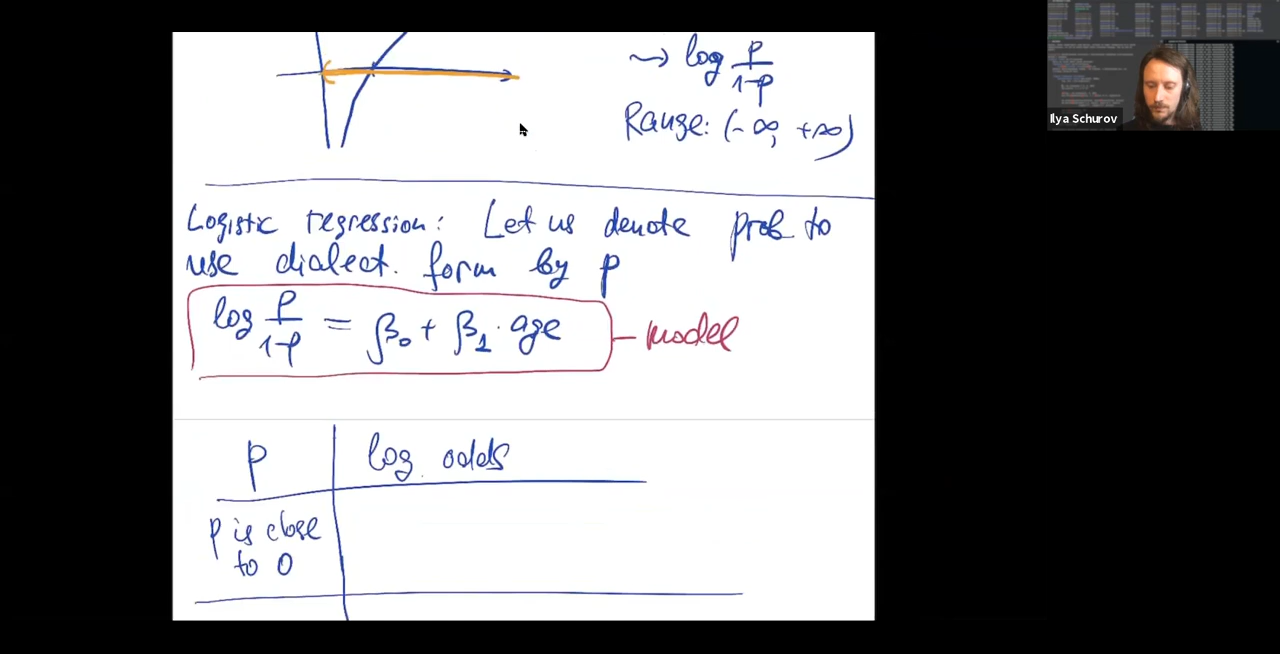 ~> log p/1-p
Range: (-∞, +∞)
Logistic regression: Let us denote prob to
use dialect. form by p
log p/1-p = β₀ + β₁ · age — model
p | log odds
p is close
to 0
Ilya Schurov